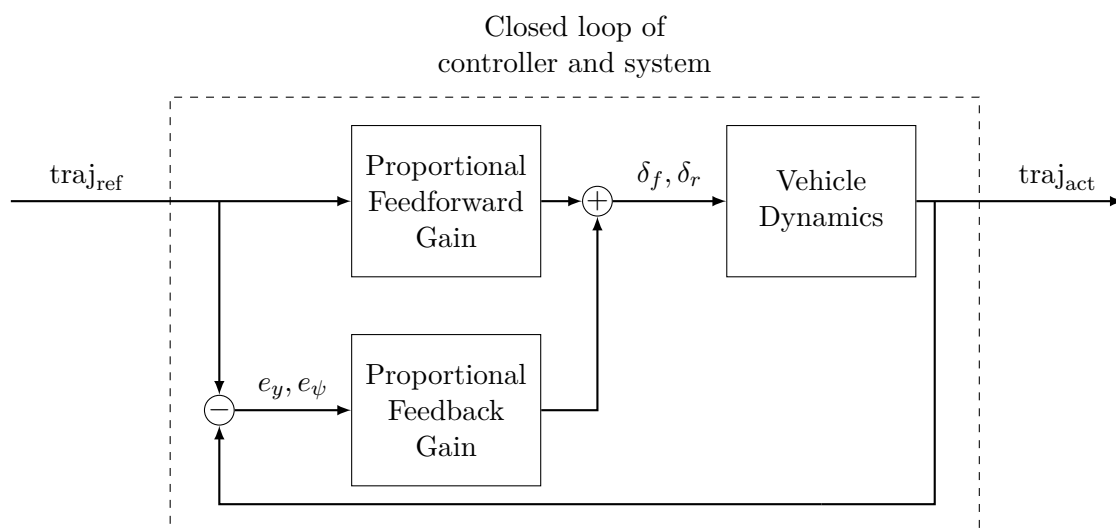 Closed loop of
controller and system
traj_ref
Proportional
Feedforward
Gain
+
δ_f, δ_r
Vehicle
Dynamics
traj_act
−
e_y, e_ψ
Proportional
Feedback
Gain